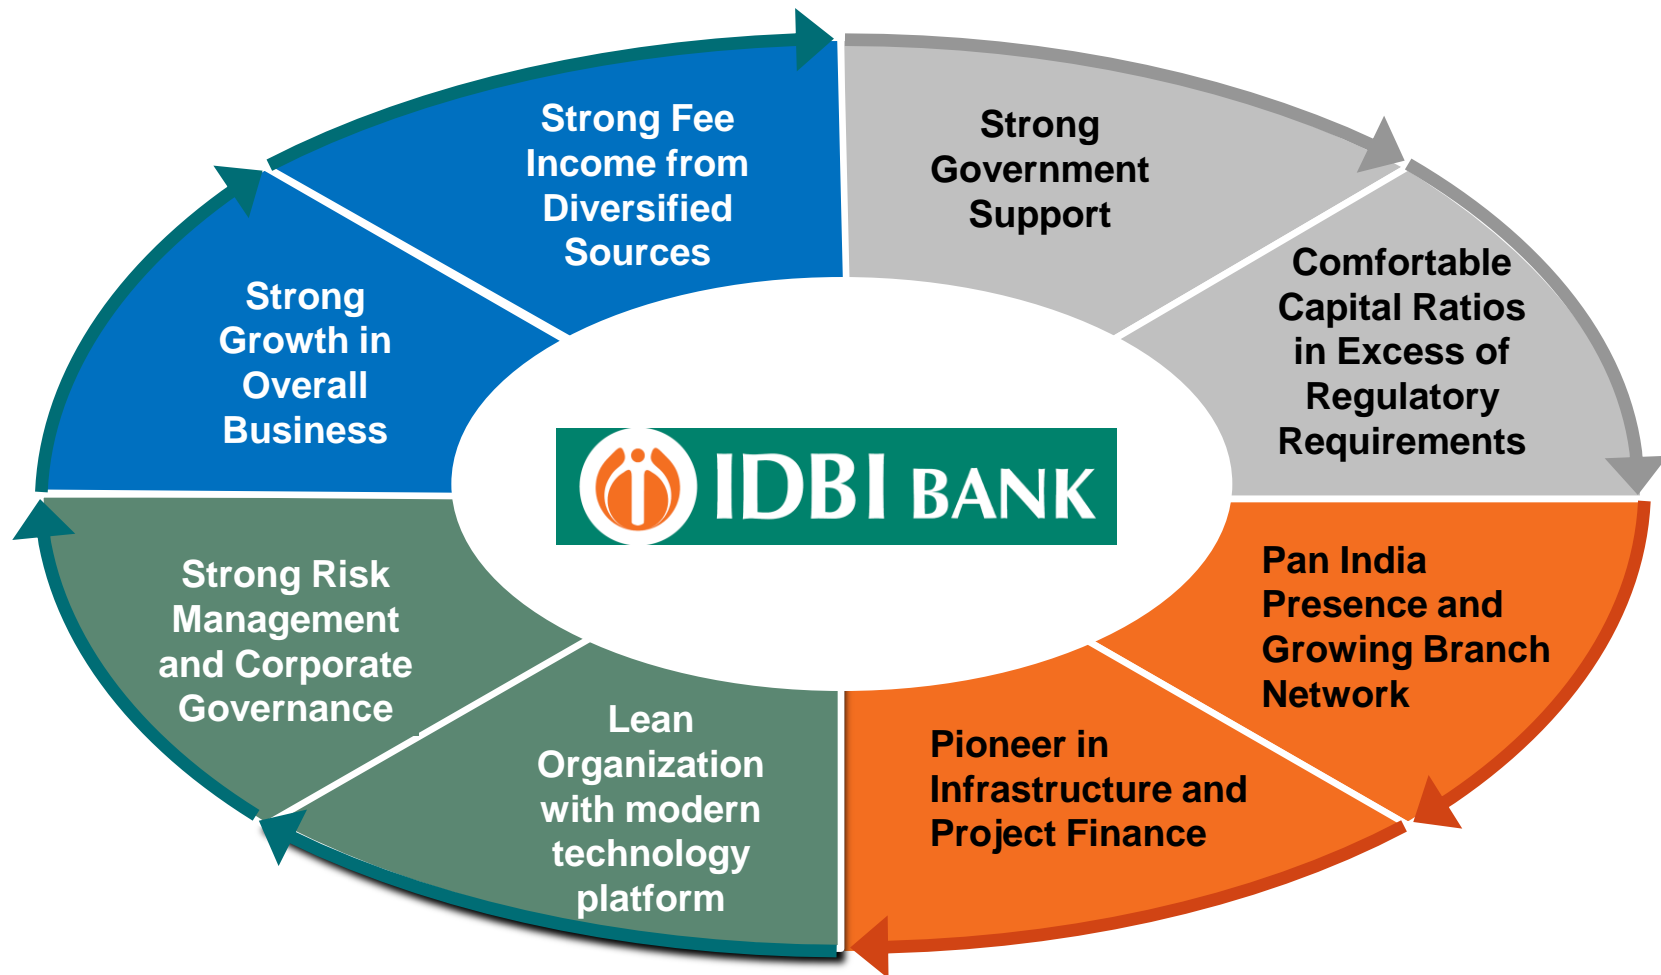 Strong Fee
Income from
Diversified
Sources
Strong
Government
Support
Comfortable
Capital Ratios
in Excess of
Regulatory
Requirements
Pan India
Presence and
Growing Branch
Network
Pioneer in
Infrastructure and
Project Finance
Lean
Organization
with modern
technology
platform
Strong Risk
Management
and Corporate
Governance
Strong
Growth in
Overall
Business
IDBI BANK